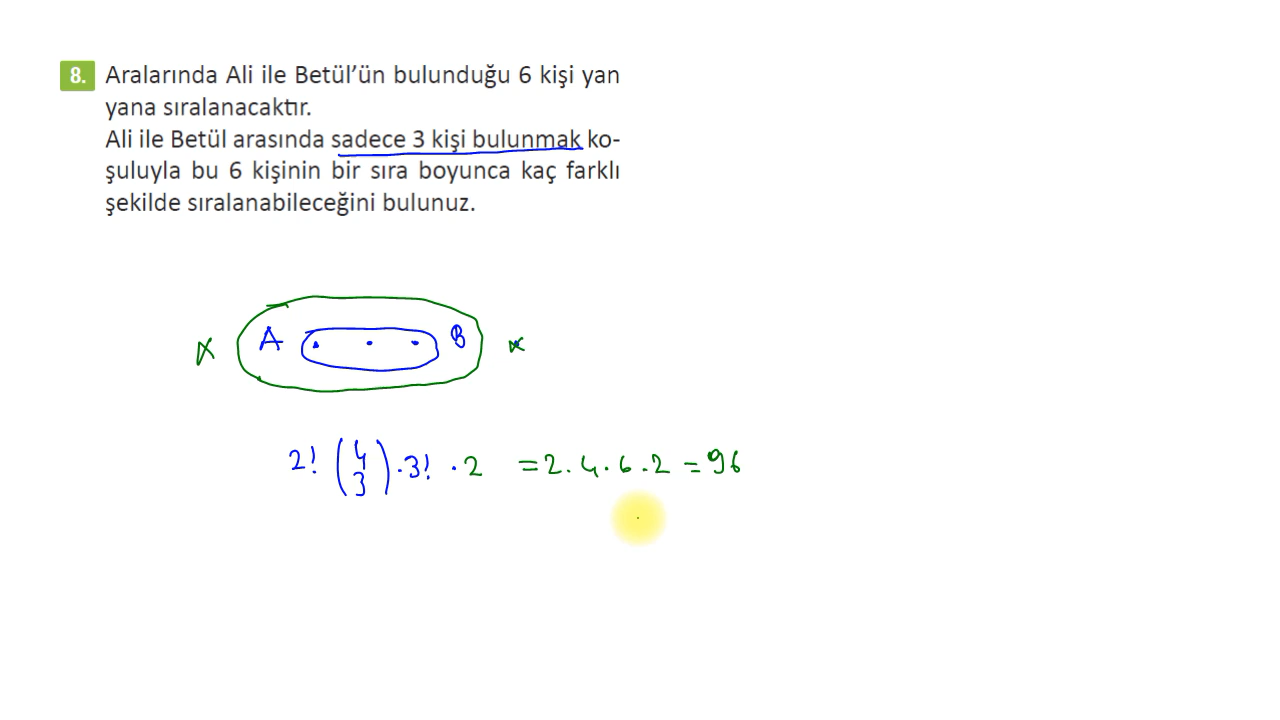 8. Aralarında Ali ile Betül’ün bulunduğu 6 kişi yan
yana sıralanacaktır.
Ali ile Betül arasında sadece 3 kişi bulunmak ko-
şuluyla bu 6 kişinin bir sıra boyunca kaç farklı
şekilde sıralanabileceğini bulunuz.
x A . . . B x
2! (4 3) . 3! . 2 = 2 . 4 . 6 . 2 = 96